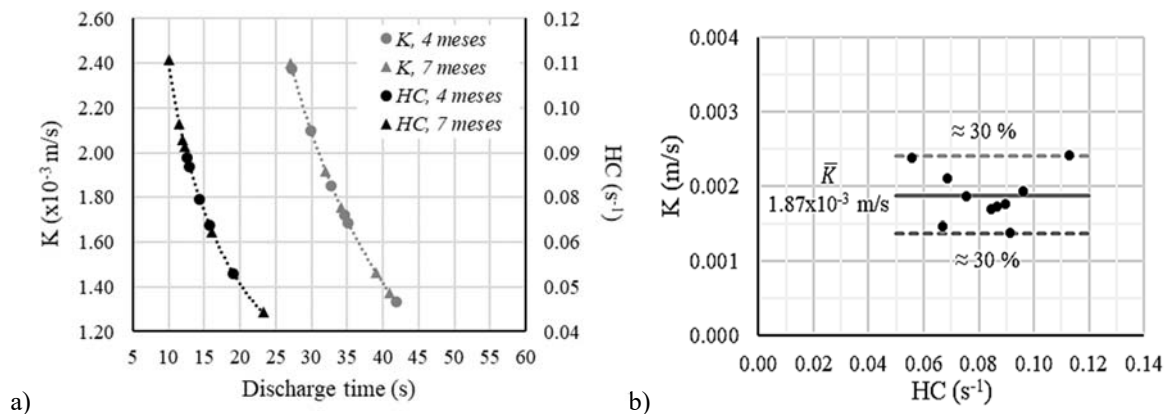 2.60
2.40
2.20
2.00
1.80
1.60
1.40
1.20
K (x10⁻³ m/s)
5 10 15 20 25 30 35 40 45 50 55 60
Discharge time (s)
0.12
0.11
0.10
0.09
0.08
0.07
0.06
0.05
0.04
HC (s⁻¹)
K, 4 meses
K, 7 meses
HC, 4 meses
HC, 7 meses
a)
0.004
0.003
0.002
0.001
0.000
K (m/s)
≈ 30 %
K̅
1.87x10⁻³ m/s
≈ 30 %
0.00 0.02 0.04 0.06 0.08 0.10 0.12 0.14
HC (s⁻¹)
b)